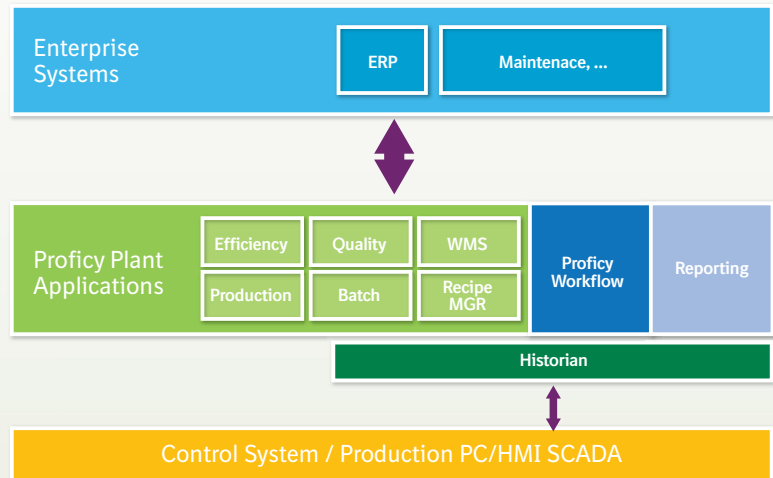 Enterprise
Systems
ERP
Maintenace, ...
Proficy Plant
Applications
Efficiency
Quality
WMS
Production
Batch
Recipe
MGR
Proficy
Workflow
Reporting
Historian
Control System / Production PC/HMI SCADA